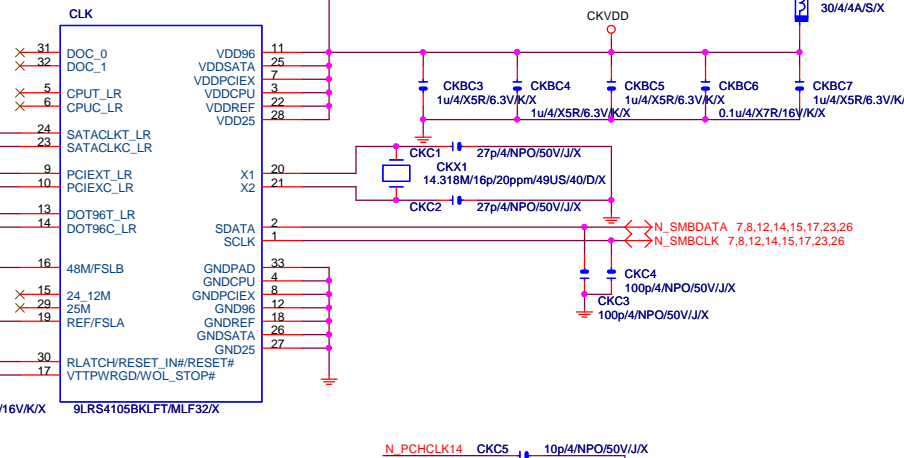 CLK
CKVDD
30/4/4A/S/X
31 DOC_0
32 DOC_1
5 CPUT_LR
6 CPUC_LR
24 SATACLKT_LR
23 SATACLKC_LR
9 PCIEXT_LR
10 PCIEXC_LR
13 DOT96T_LR
14 DOT96C_LR
16 48M/FSLB
15 24_12M
29 25M
19 REF/FSLA
30 RLATCH/RESET_IN#/RESET#
17 VTTPWRGD/WOL_STOP#
VDD96 11
VDDSATA 25
VDDPCIEX 7
VDDCPU 3
VDDREF 22
VDD25 28
X1 20
X2 21
SDATA 2
SCLK 1
GNDPAD 33
GNDCPU 4
GNDPCIEX 8
GND96 12
GNDREF 18
GNDSATA 26
GND25 27
9LRS4105BKLFT/MLF32/X
/16V/K/X
CKBC3
1u/4/X5R/6.3V/K/X
CKBC4
1u/4/X5R/6.3V/K/X
CKBC5
1u/4/X5R/6.3V/K/X
CKBC6
0.1u/4/X7R/16V/K/X
CKBC7
1u/4/X5R/6.3V/K/
CKC1 27p/4/NPO/50V/J/X
CKX1
14.318M/16p/20ppm/49US/40/D/X
CKC2 27p/4/NPO/50V/J/X
N_SMBDATA 7,8,12,14,15,17,23,26
N_SMBCLK 7,8,12,14,15,17,23,26
CKC4
100p/4/NPO/50V/J/X
CKC3
100p/4/NPO/50V/J/X
N_PCHCLK14 CKC5 10p/4/NPO/50V/J/X